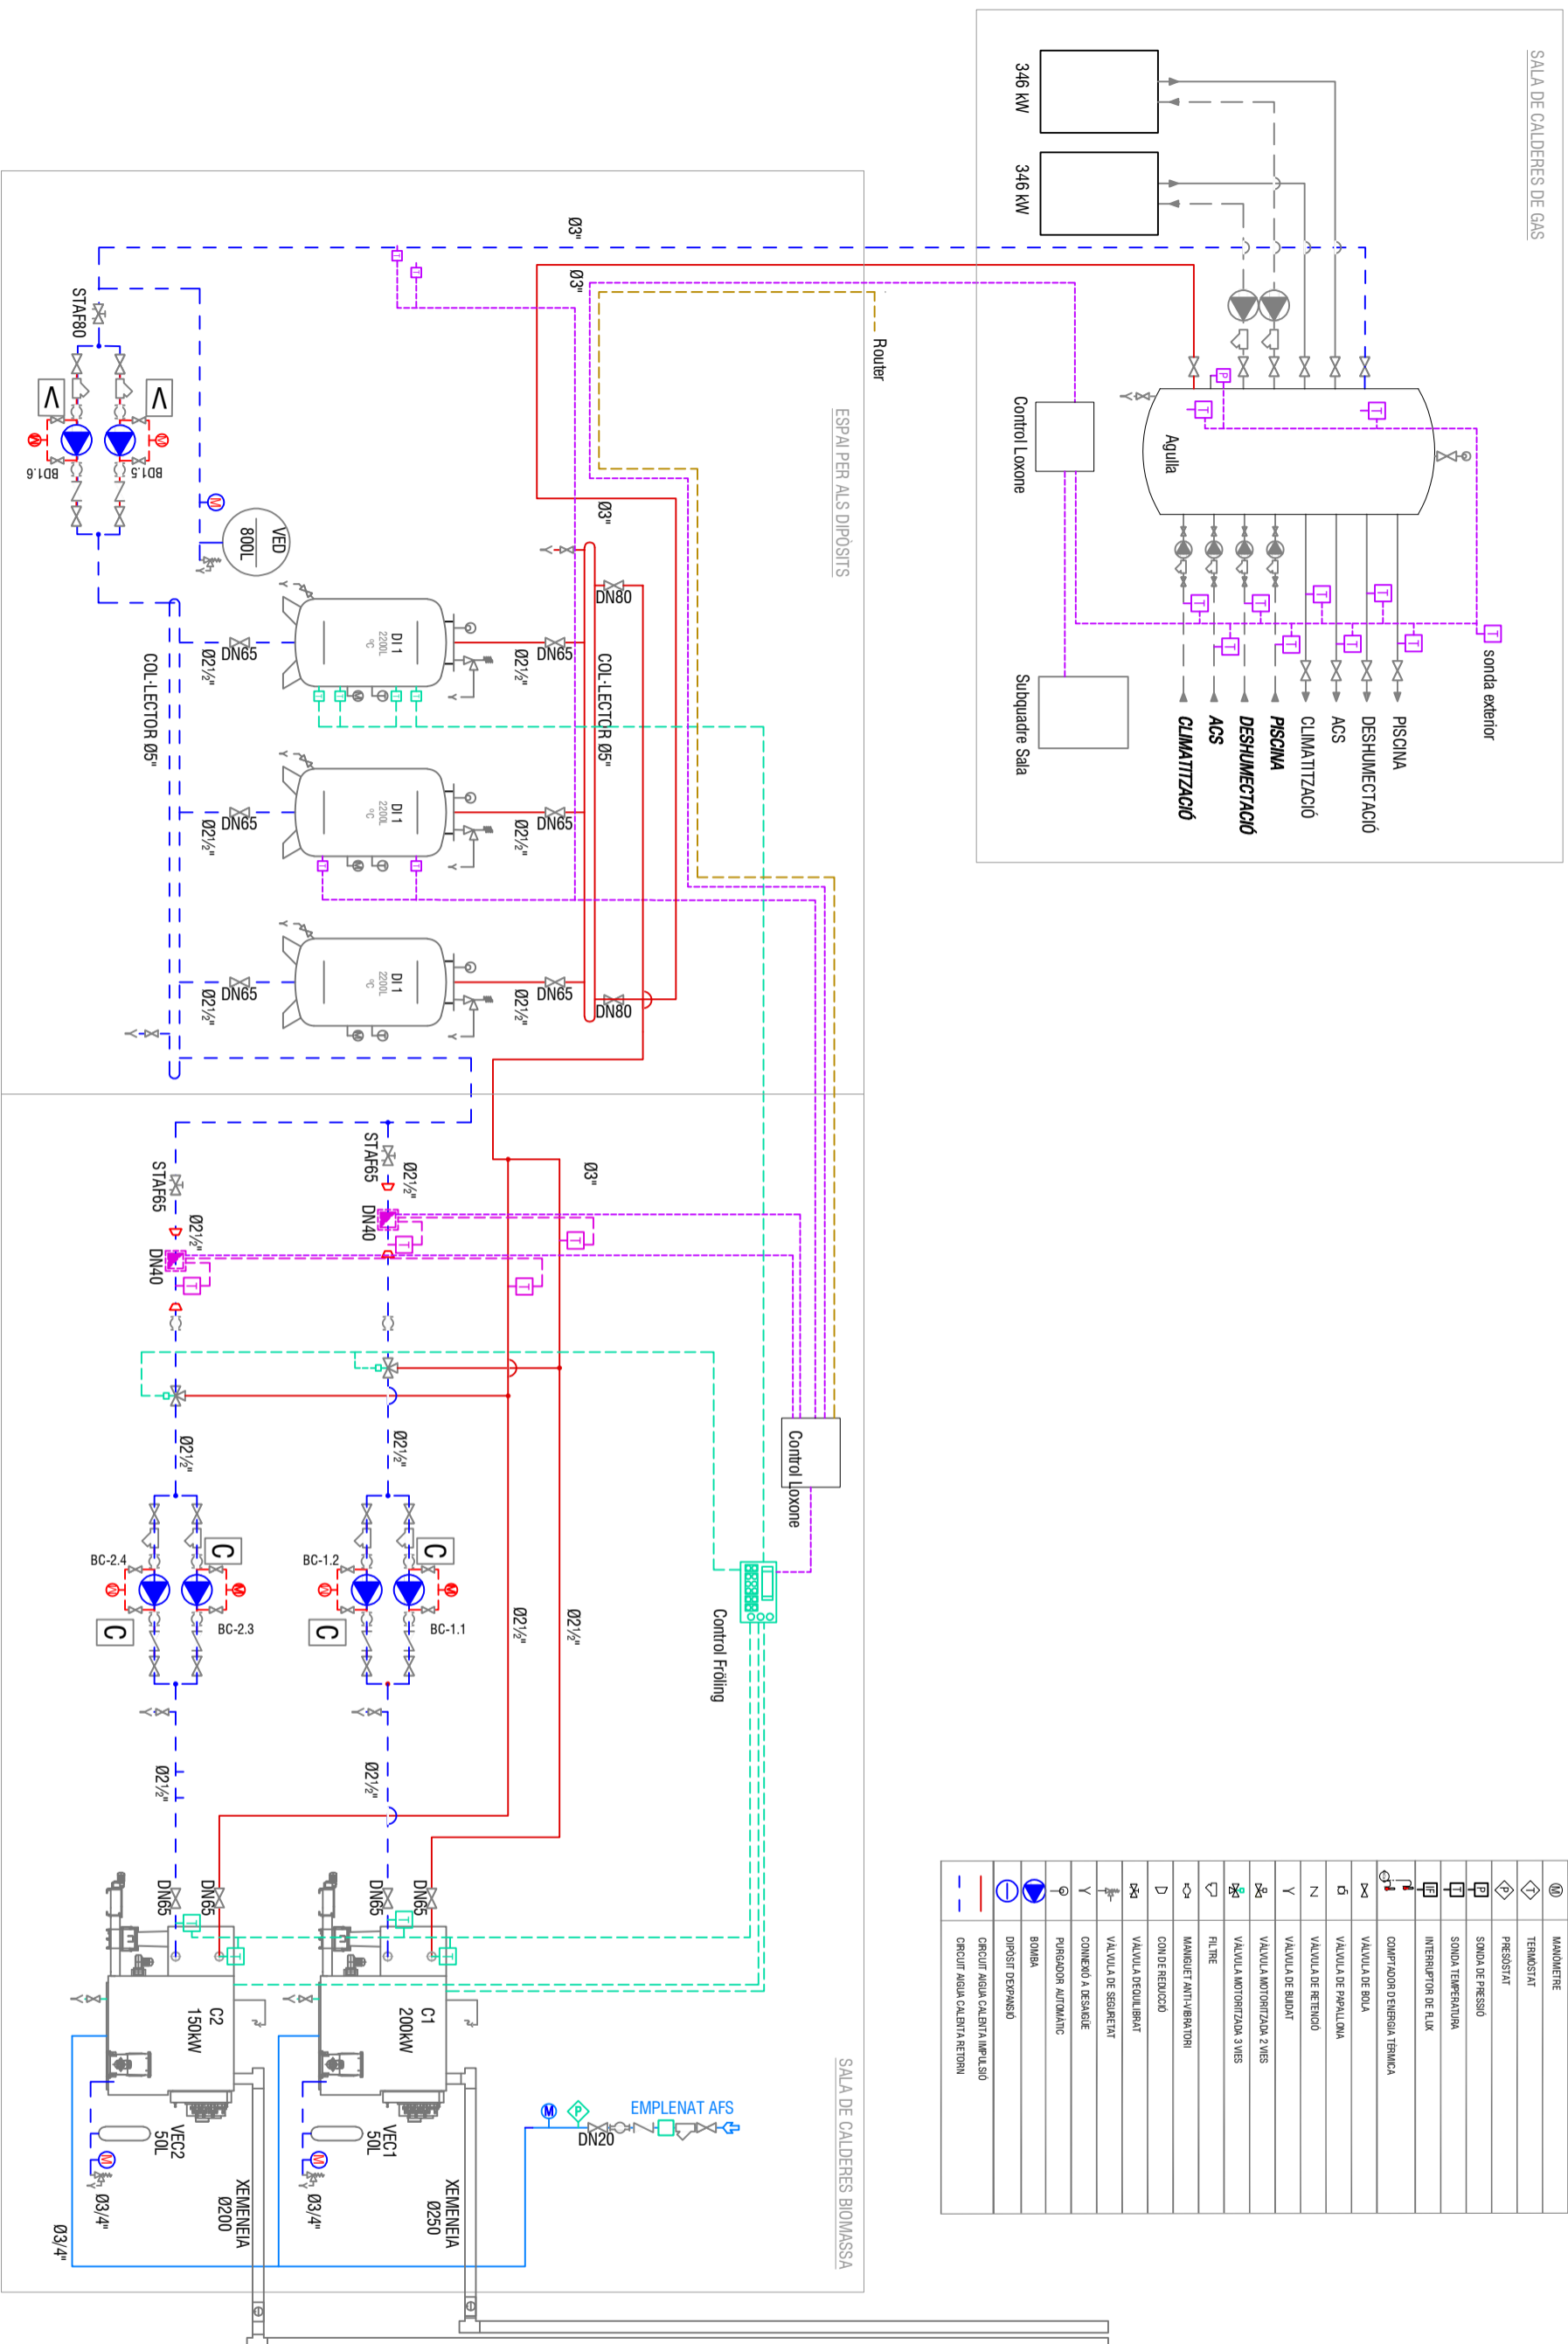 SALA DE CALDERES DE GAS
346 kW
346 kW
Agulla
P
T
T
Control Loxone
Subquadre Sala
sonda exterior
T
T
T
T
T
T
T
T
T
PISCINA
DESHUMECTACIÓ
ACS
CLIMATITZACIÓ
PISCINA
DESHUMECTACIÓ
ACS
CLIMATITZACIÓ
ESPAI PER ALS DIPÒSITS
Router
Ø3"
Ø3"
Ø3"
T
T
STAF80
V
V
M
M
BD1.5
BD1.6
M
VED
800L
DN80
DN80
COL·LECTOR Ø5"
COL·LECTOR Ø5"
DN65
Ø2½"
DI 1
2200L
ºC
DN65
Ø2½"
T
T
T
T
M
T
DN65
Ø2½"
DI 1
2200L
ºC
DN65
Ø2½"
T
T
M
T
DN65
Ø2½"
DI 1
2200L
ºC
DN65
Ø2½"
M
T
SALA DE CALDERES BIOMASSA
Ø3"
STAF65
Ø2½"
DN40
T
T
STAF65
Ø2½"
DN40
T
T
Control Loxone
Control Fröling
Ø2½"
Ø2½"
C
C
BC-1.2
BC-1.1
M
M
C
C
BC-2.4
BC-2.3
M
M
Ø2½"
Ø2½"
Ø2½"
Ø2½"
DN65
DN65
DN65
DN65
T
T
T
T
C1
200kW
C2
150kW
VEC1
50L
VEC2
50L
M
M
Ø3/4"
Ø3/4"
Ø3/4"
XEMENEIA
Ø250
XEMENEIA
Ø200
EMPLENAT AFS
DN20
M
P
M MANÒMETRE
T TERMÒSTAT
P PRESÒSTAT
P SONDA DE PRESSIÓ
T SONDA TEMPERATURA
IF INTERRUPTOR DE FLUX
COMPTADOR D'ENERGIA TÈRMICA
VÀLVULA DE BOLA
VÀLVULA DE PAPALLONA
VÀLVULA DE RETENCIÓ
VÀLVULA DE BUIDAT
VÀLVULA MOTORITZADA 2 VIES
VÀLVULA MOTORITZADA 3 VIES
FILTRE
MANIGUET ANTI-VIBRATORI
CON DE REDUCCIÓ
VÀLVULA D'EQUILIBRAT
VÀLVULA DE SEGURETAT
CONNEXIÓ A DESAIGÜE
PURGADOR AUTOMÀTIC
BOMBA
DIPÒSIT D'EXPANSIÓ
CIRCUIT AIGUA CALENTA IMPULSIÓ
CIRCUIT AIGUA CALENTA RETORN